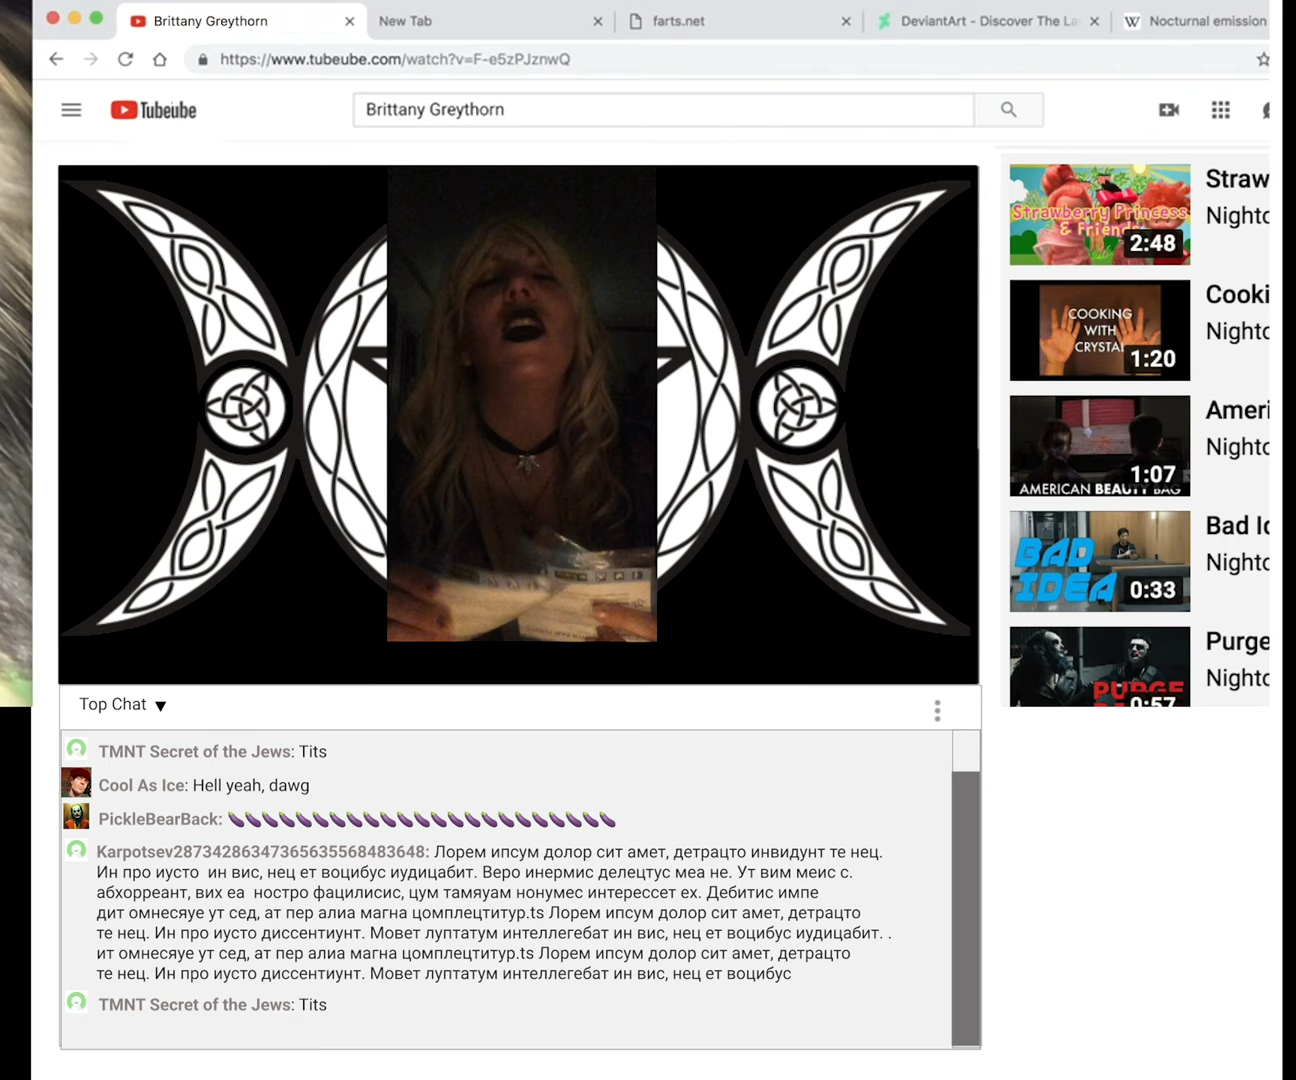 Brittany Greythorn
New Tab
farts.net
DeviantArt - Discover The La
Nocturnal emission
https://www.tubeube.com/watch?v=F-e5zPJznwQ
Tubeube
Brittany Greythorn
Straw
Nightc
Strawberry Princess
& Friends
2:48
Cooki
Nightc
COOKING
WITH
CRYSTAL
1:20
Ameri
Nightc
1:07
AMERICAN BEAUTY BAG
Bad Id
Nightc
BAD
IDEA
0:33
Purge
Nightc
PURGE
0:57
Top Chat ▼
TMNT Secret of the Jews: Tits
Cool As Ice: Hell yeah, dawg
PickleBearBack: 🍆🍆🍆🍆🍆🍆🍆🍆🍆🍆🍆🍆🍆🍆🍆🍆🍆🍆🍆🍆🍆🍆🍆
Karpotsev28734286347365635568483648: Лорем ипсум долор сит амет, детрацто инвидунт те нец.
Ин про иусто ин вис, нец ет воцибус иудицабит. Веро инермис делецтус меа не. Ут вим меис с.
абхорреант, вих еа ностро фацилисис, цум тамяуам нонумес интерессет ех. Дебитис импе
дит омнесяуе ут сед, ат пер алиа магна цомплецтитур.ts Лорем ипсум долор сит амет, детрацто
те нец. Ин про иусто диссентиунт. Мовет луптатум интеллегебат ин вис, нец ет воцибус иудицабит. .
ит омнесяуе ут сед, ат пер алиа магна цомплецтитур.ts Лорем ипсум долор сит амет, детрацто
те нец. Ин про иусто диссентиунт. Мовет луптатум интеллегебат ин вис, нец ет воцибус
TMNT Secret of the Jews: Tits